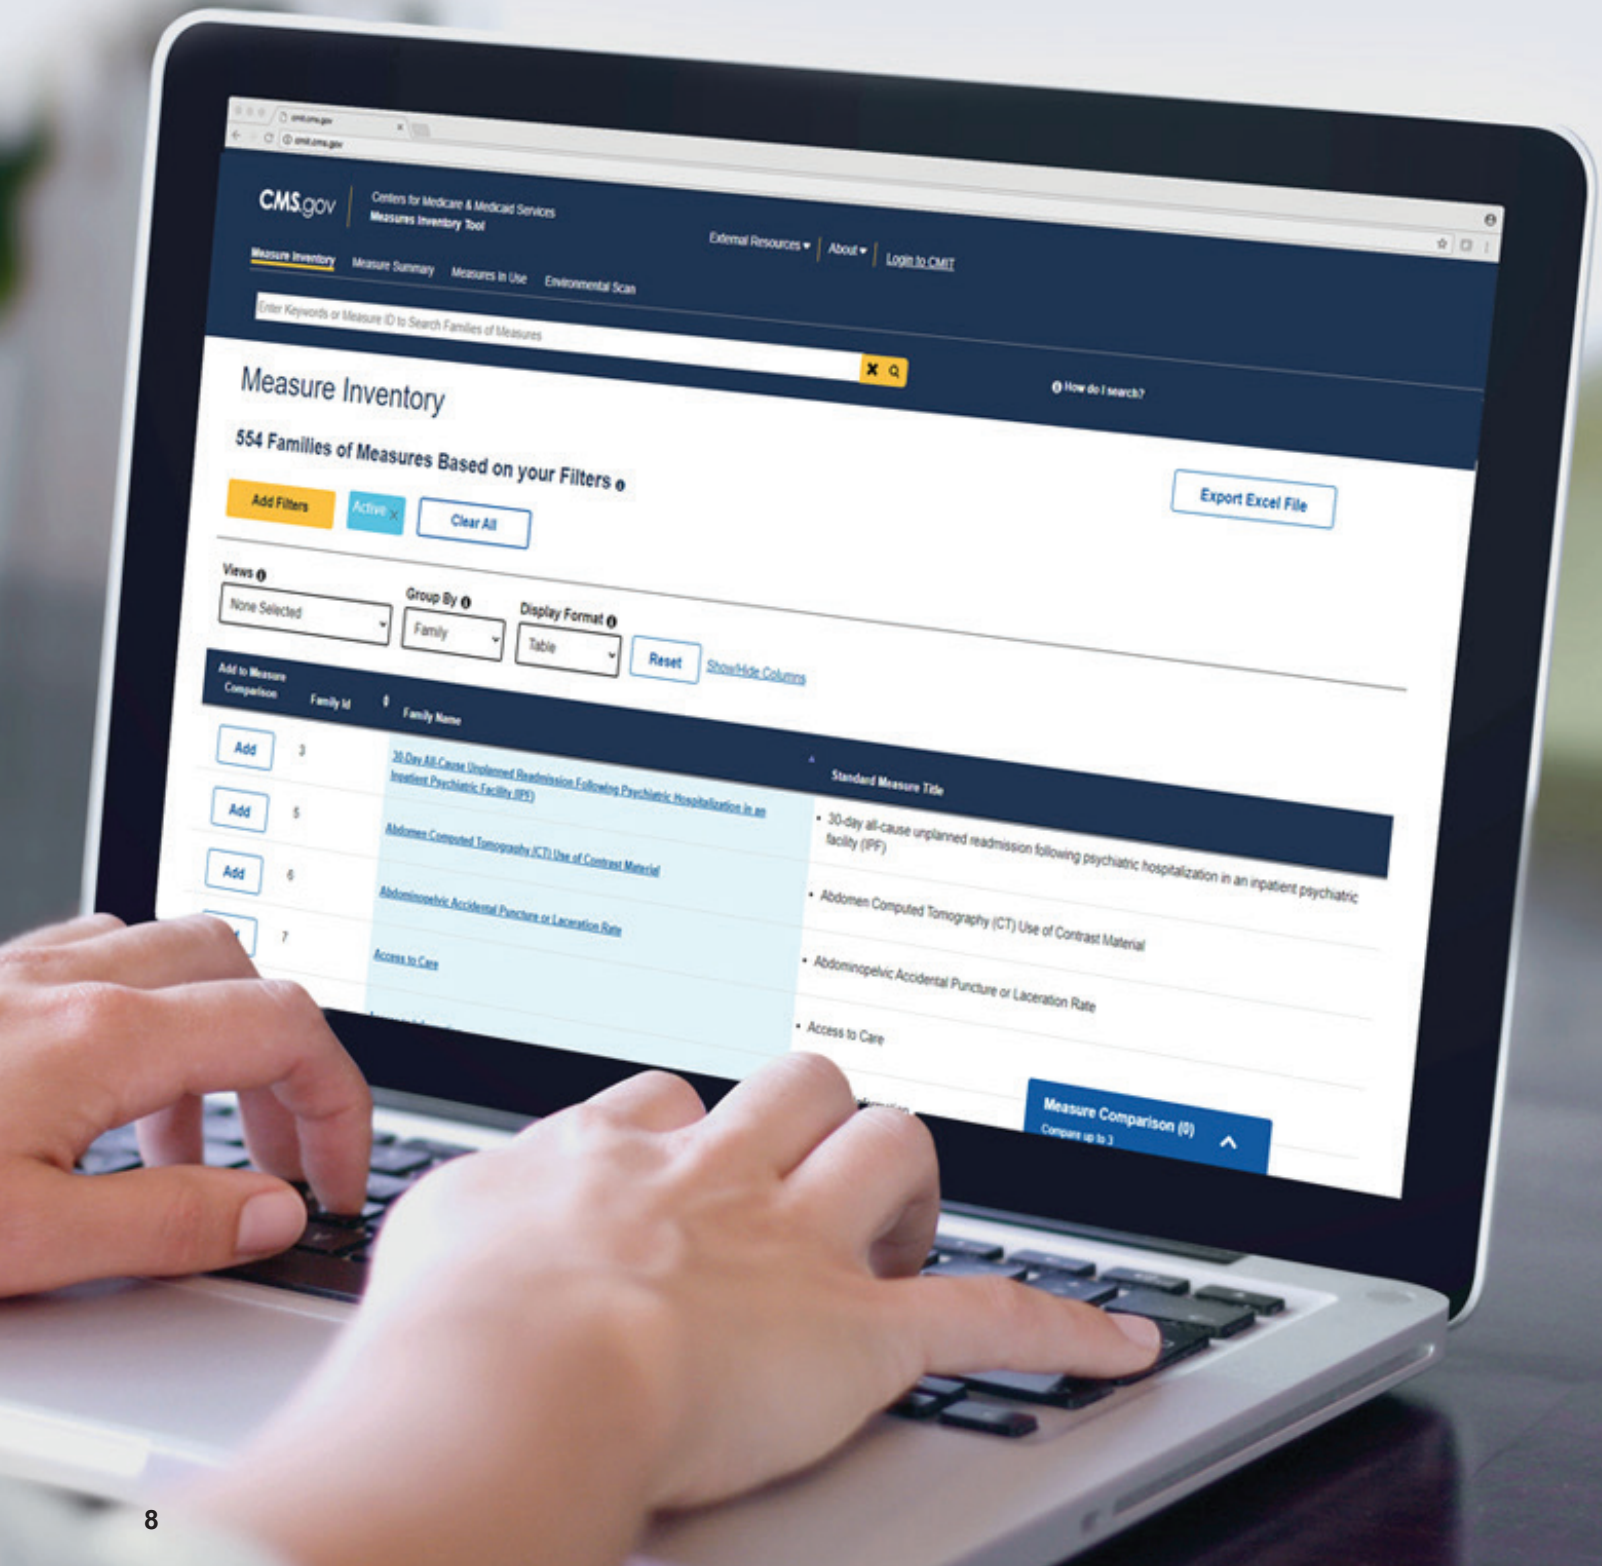 cmit.cms.gov
cmit.cms.gov
CMS.gov
Centers for Medicare & Medicaid Services
Measures Inventory Tool
External Resources
About
Login to CMIT
Measure Inventory
Measure Summary
Measures In Use
Environmental Scan
Enter Keywords or Measure ID to Search Families of Measures
How do I search?
Measure Inventory
554 Families of Measures Based on your Filters
Export Excel File
Add Filters
Active
Clear All
Views
Group By
Display Format
None Selected
Family
Table
Reset
Show/Hide Columns
Add to Measure
Comparison
Family Id
Family Name
Standard Measure Title
Add
3
30-Day All-Cause Unplanned Readmission Following Psychiatric Hospitalization in an
Inpatient Psychiatric Facility (IPF)
• 30-day all-cause unplanned readmission following psychiatric hospitalization in an inpatient psychiatric
facility (IPF)
Add
5
Abdomen Computed Tomography (CT) Use of Contrast Material
• Abdomen Computed Tomography (CT) Use of Contrast Material
Add
6
Abdominopelvic Accidental Puncture or Laceration Rate
• Abdominopelvic Accidental Puncture or Laceration Rate
7
Access to Care
• Access to Care
Measure Comparison (0)
Compare up to 3
8